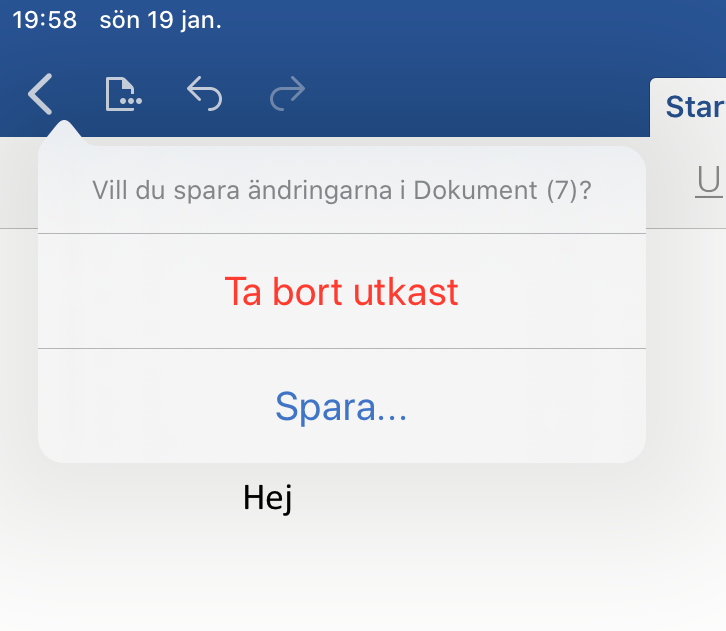 19:58 sön 19 jan.
Star
U
Vill du spara ändringarna i Dokument (7)?
Ta bort utkast
Spara...
Hej